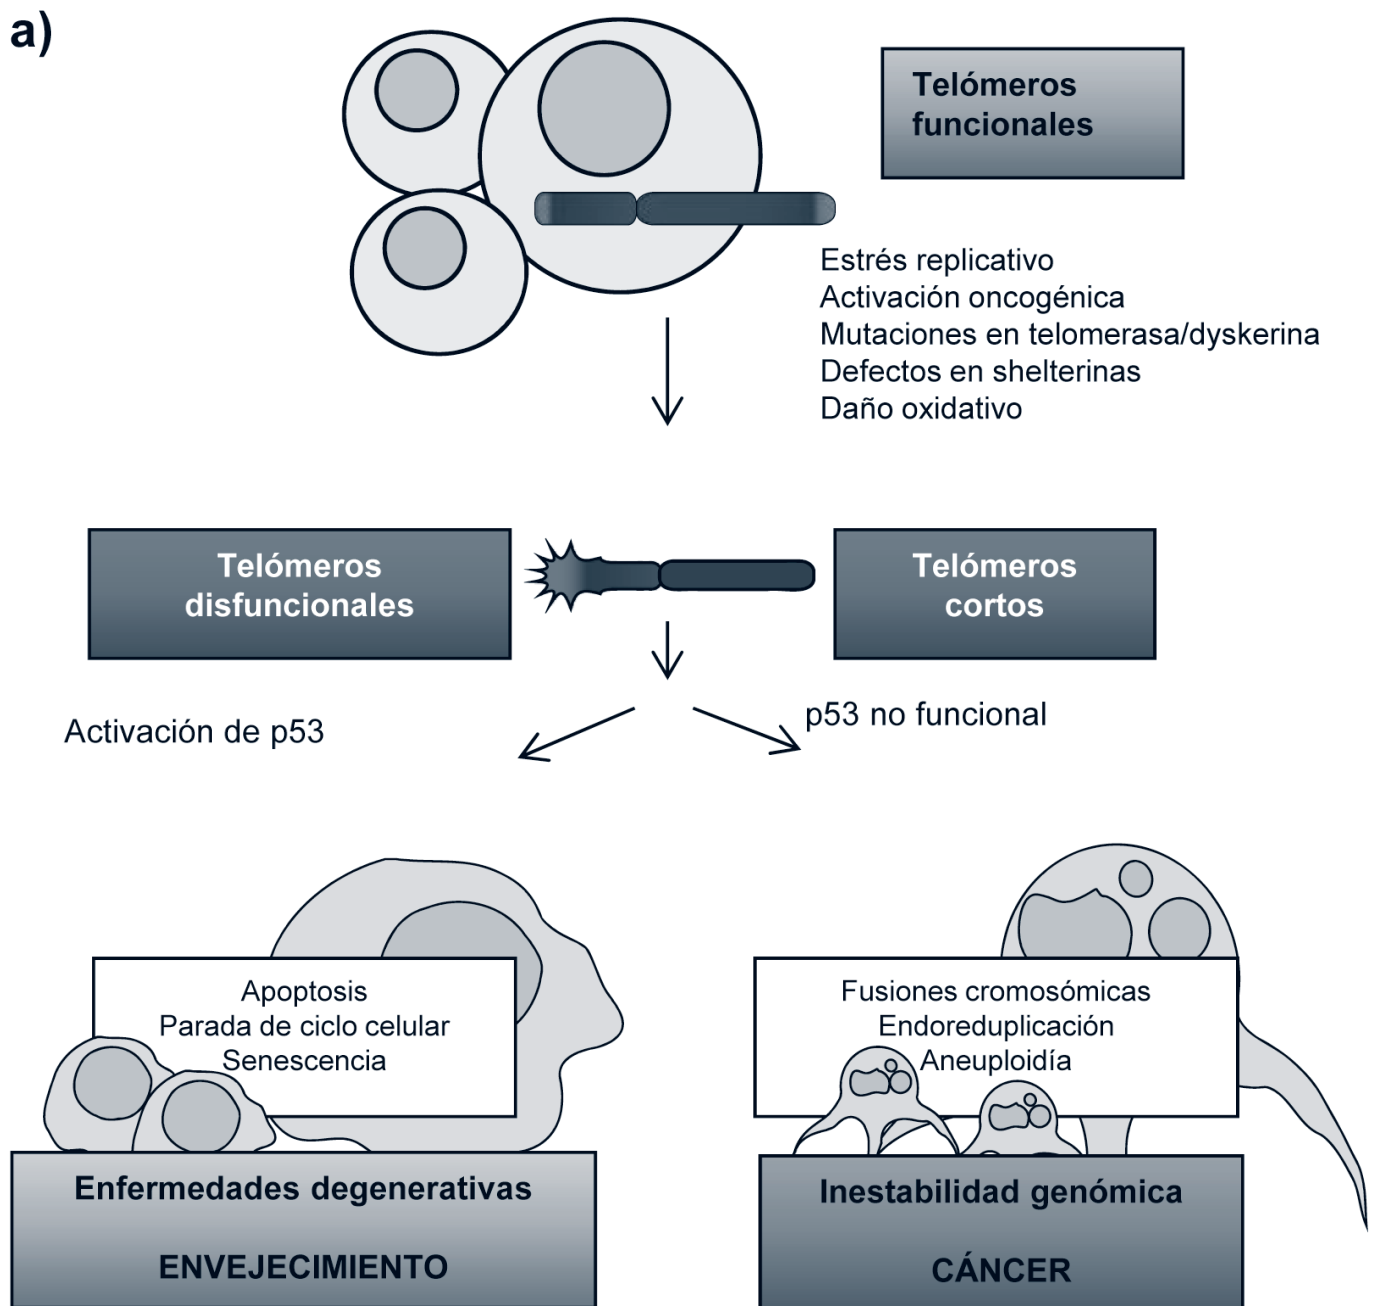 a)
Telómeros
funcionales
Estrés replicativo
Activación oncogénica
Mutaciones en telomerasa/dyskerina
Defectos en shelterinas
Daño oxidativo
Telómeros
disfuncionales
Telómeros
cortos
Activación de p53
p53 no funcional
Apoptosis
Parada de ciclo celular
Senescencia
Fusiones cromosómicas
Endoreduplicación
Aneuploidía
Enfermedades degenerativas
ENVEJECIMIENTO
Inestabilidad genómica
CÁNCER